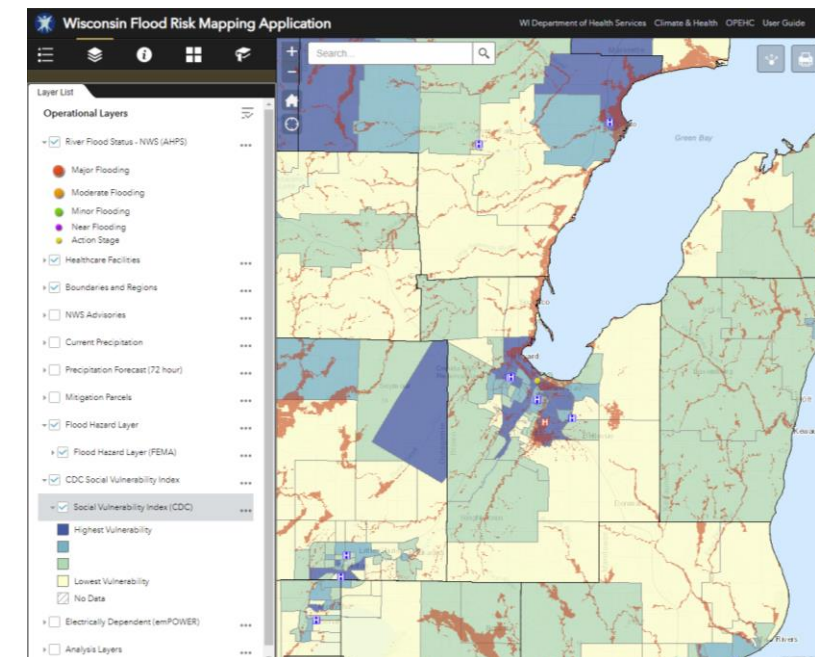 Wisconsin Flood Risk Mapping Application
WI Department of Health Services Climate & Health OPEHC User Guide
Search...
Layer List
Operational Layers
River Flood Status - NWS (AHPS)
Major Flooding
Moderate Flooding
Minor Flooding
Near Flooding
Action Stage
Healthcare Facilities
Boundaries and Regions
NWS Advisories
Current Precipitation
Precipitation Forecast (72 hour)
Mitigation Parcels
Flood Hazard Layer
Flood Hazard Layer (FEMA)
CDC Social Vulnerability Index
Social Vulnerability Index (CDC)
Highest Vulnerability
Lowest Vulnerability
No Data
Electrically Dependent (emPOWER)
Analysis Layers
Green Bay
H
H
H
H
H
H
H
H
H
Rivers